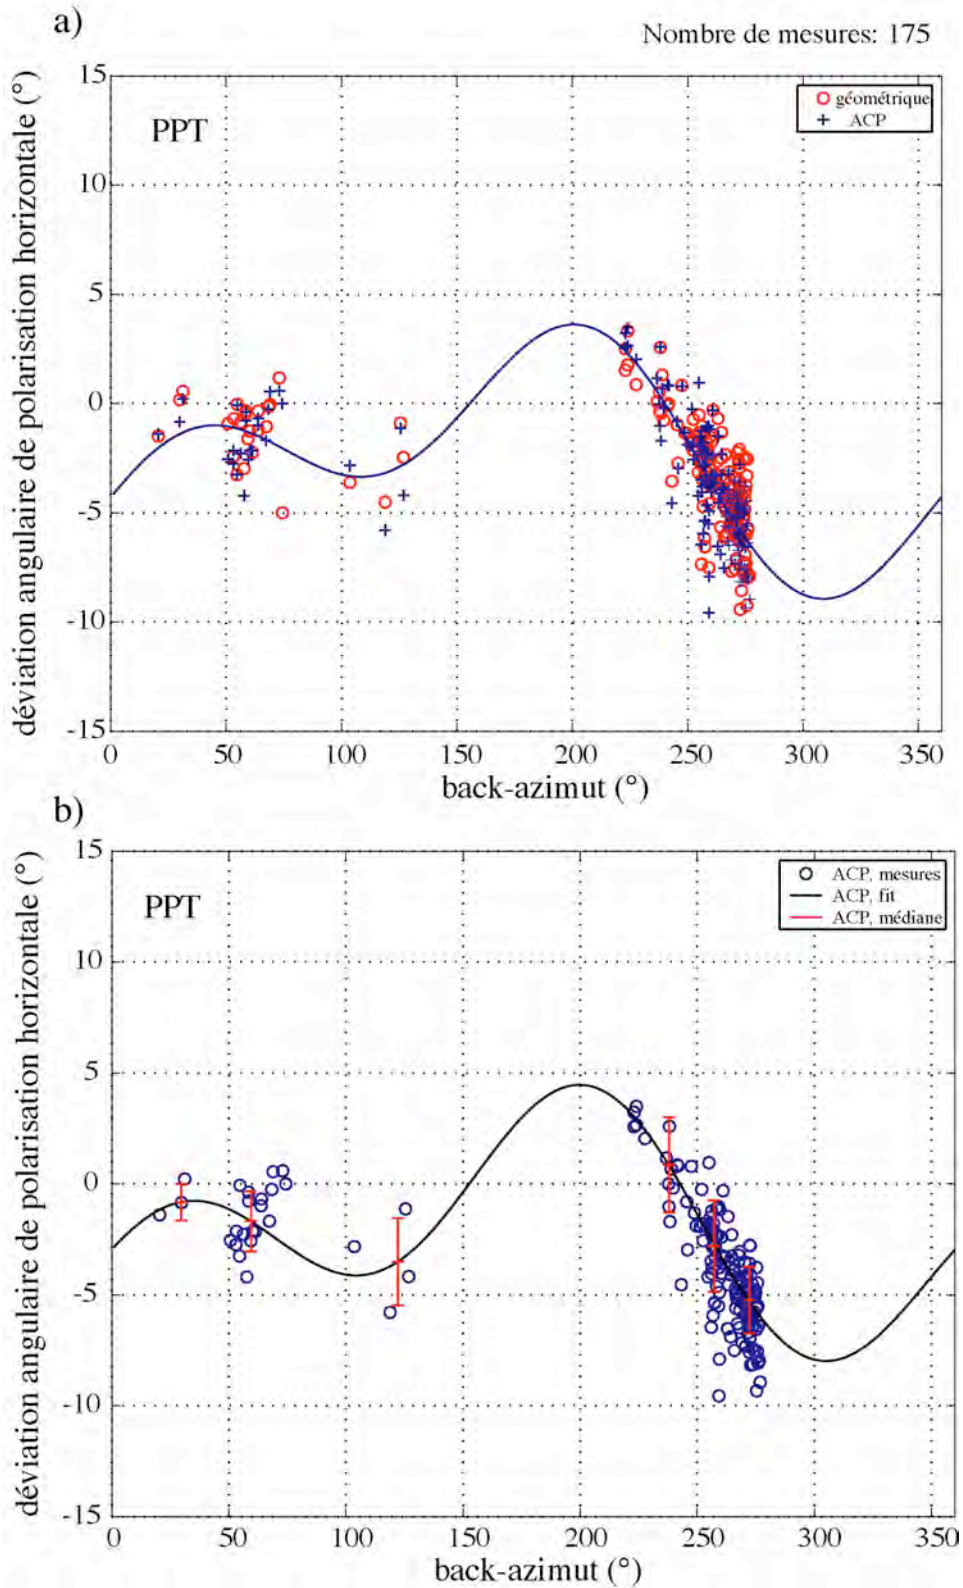 a)
Nombre de mesures: 175
déviation angulaire de polarisation horizontale (°)
15
10
5
0
-5
-10
-15
PPT
géométrique
ACP
0
50
100
150
200
250
300
350
back-azimut (°)
b)
déviation angulaire de polarisation horizontale (°)
15
10
5
0
-5
-10
-15
PPT
ACP, mesures
ACP, fit
ACP, médiane
0
50
100
150
200
250
300
350
back-azimut (°)